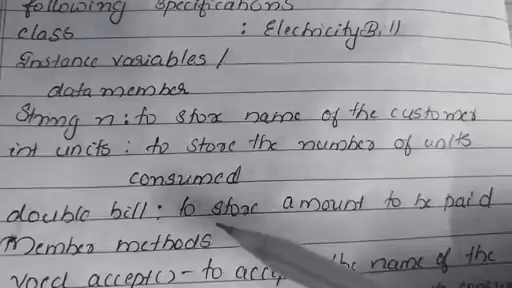 following specifications
class : ElectricityBill
Instance variables /
data member
String n: to store name of the customer
int units: to store the number of units
consumed
double bill: to store amount to be paid
Member methods
void accept() - to the name of the